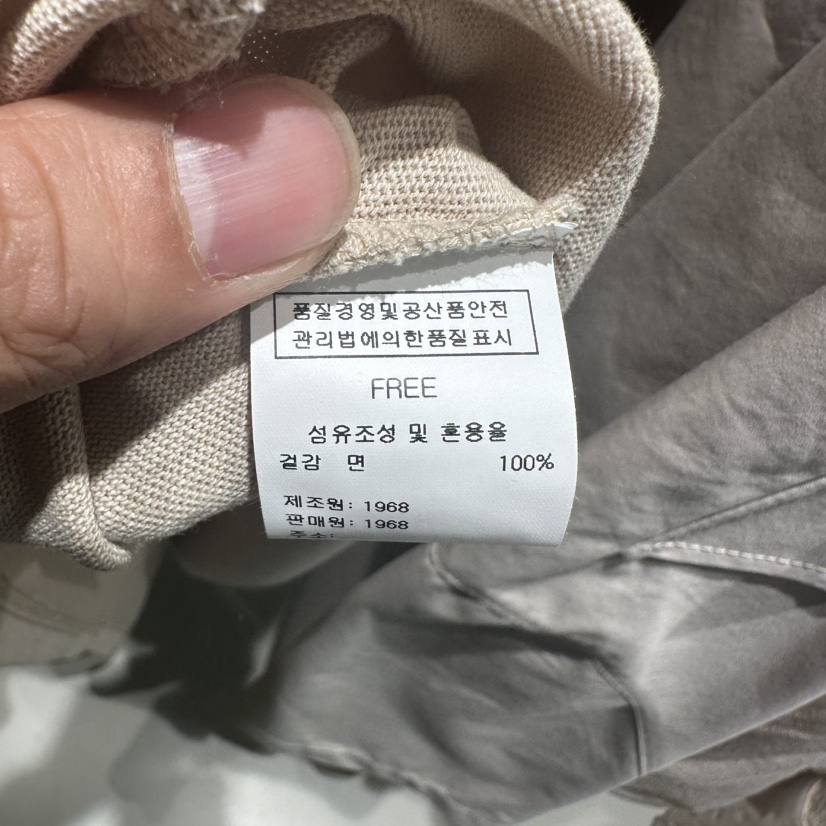 품질경영및공산품안전
관리법에의한품질표시
FREE
섬유조성 및 혼용율
겉감 면 100%
제조원: 1968
판매원: 1968
주소: